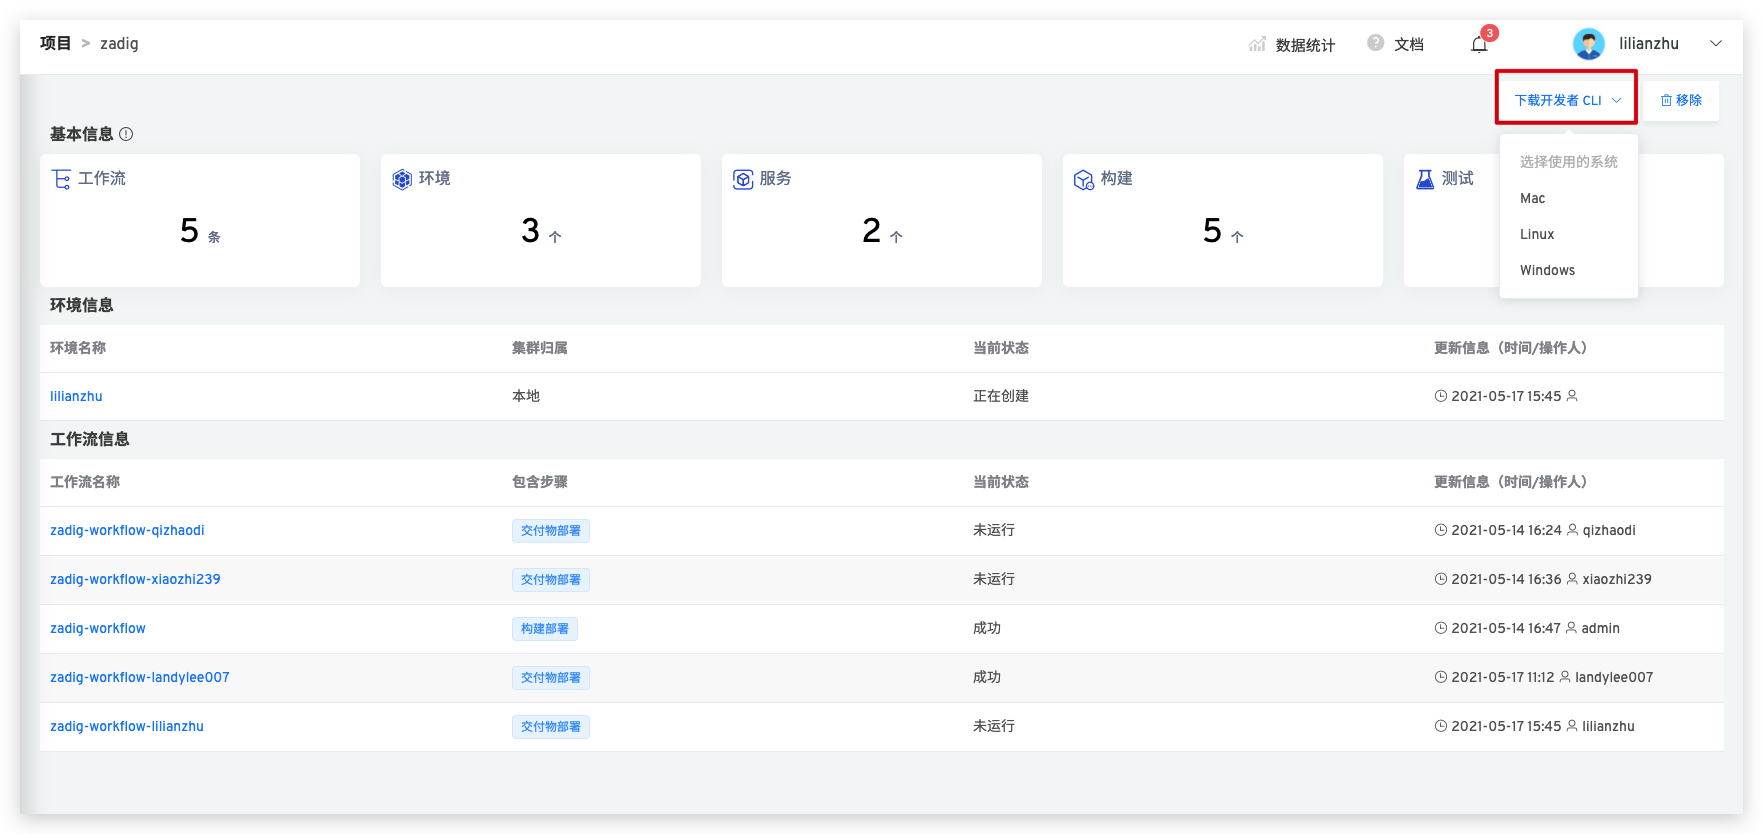 项目 > zadig
数据统计
文档
3
lilianzhu
下载开发者 CLI
移除
选择使用的系统
Mac
Linux
Windows
基本信息
工作流
5 条
环境
3 个
服务
2 个
构建
5 个
测试
环境信息
环境名称 集群归属 当前状态 更新信息（时间/操作人）
lilianzhu 本地 正在创建 2021-05-17 15:45
工作流信息
工作流名称 包含步骤 当前状态 更新信息（时间/操作人）
zadig-workflow-qizhaodi 交付物部署 未运行 2021-05-14 16:24 qizhaodi
zadig-workflow-xiaozhi239 交付物部署 未运行 2021-05-14 16:36 xiaozhi239
zadig-workflow 构建部署 成功 2021-05-14 16:47 admin
zadig-workflow-landylee007 交付物部署 成功 2021-05-17 11:12 landylee007
zadig-workflow-lilianzhu 交付物部署 未运行 2021-05-17 15:45 lilianzhu